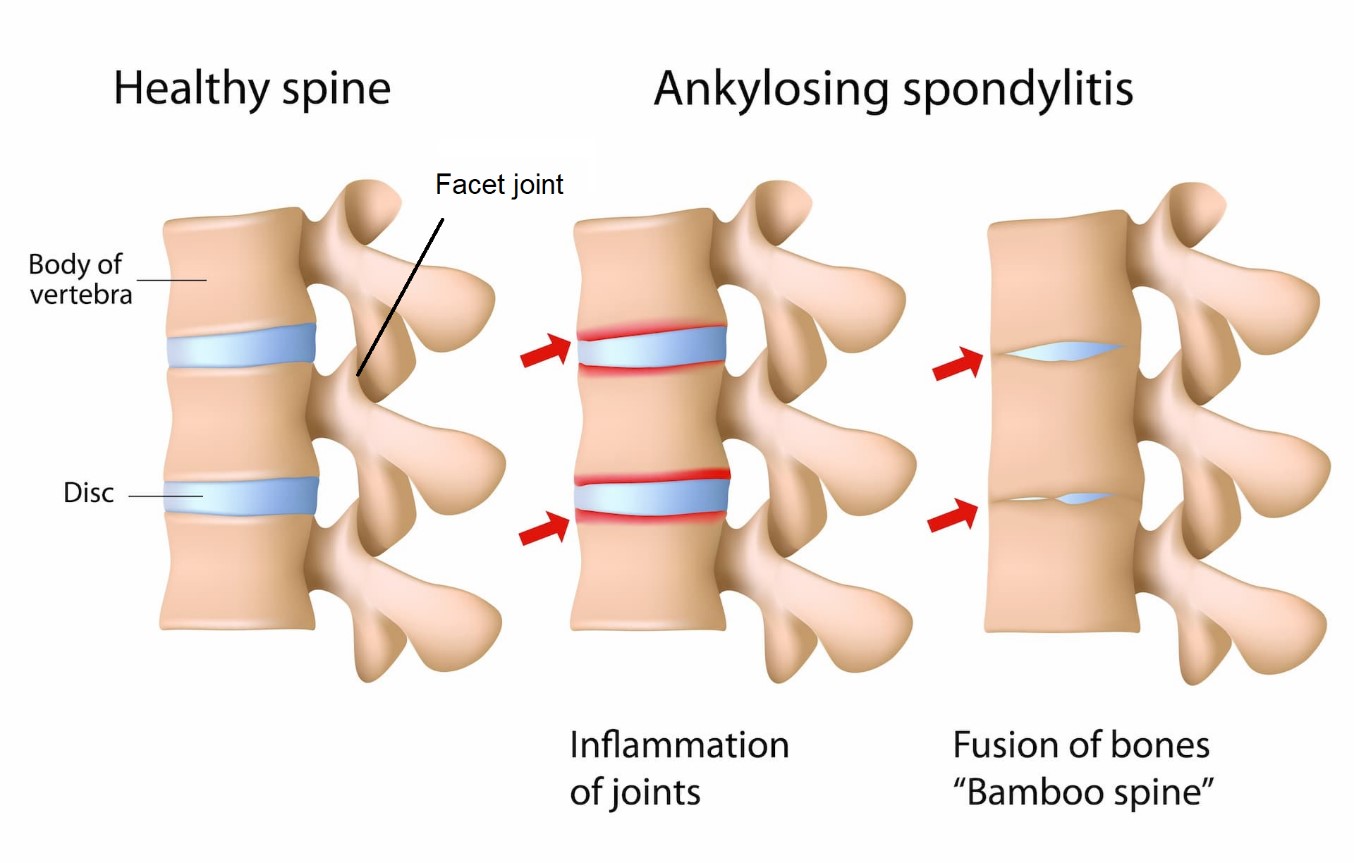 Healthy spine
Ankylosing spondylitis
Facet joint
Body of
vertebra
Disc
Inflammation
of joints
Fusion of bones
“Bamboo spine”